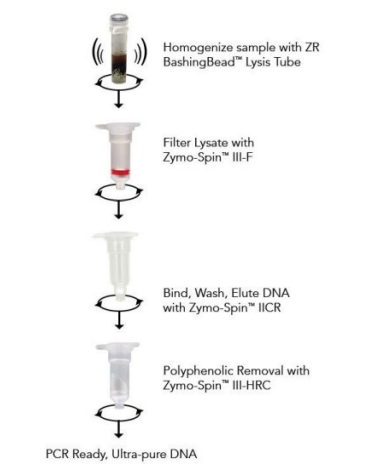 Homogenize sample with ZR
BashingBead™ Lysis Tube
Filter Lysate with
Zymo-Spin™ III-F
Bind, Wash, Elute DNA
with Zymo-Spin™ IICR
Polyphenolic Removal with
Zymo-Spin™ III-HRC
PCR Ready, Ultra-pure DNA